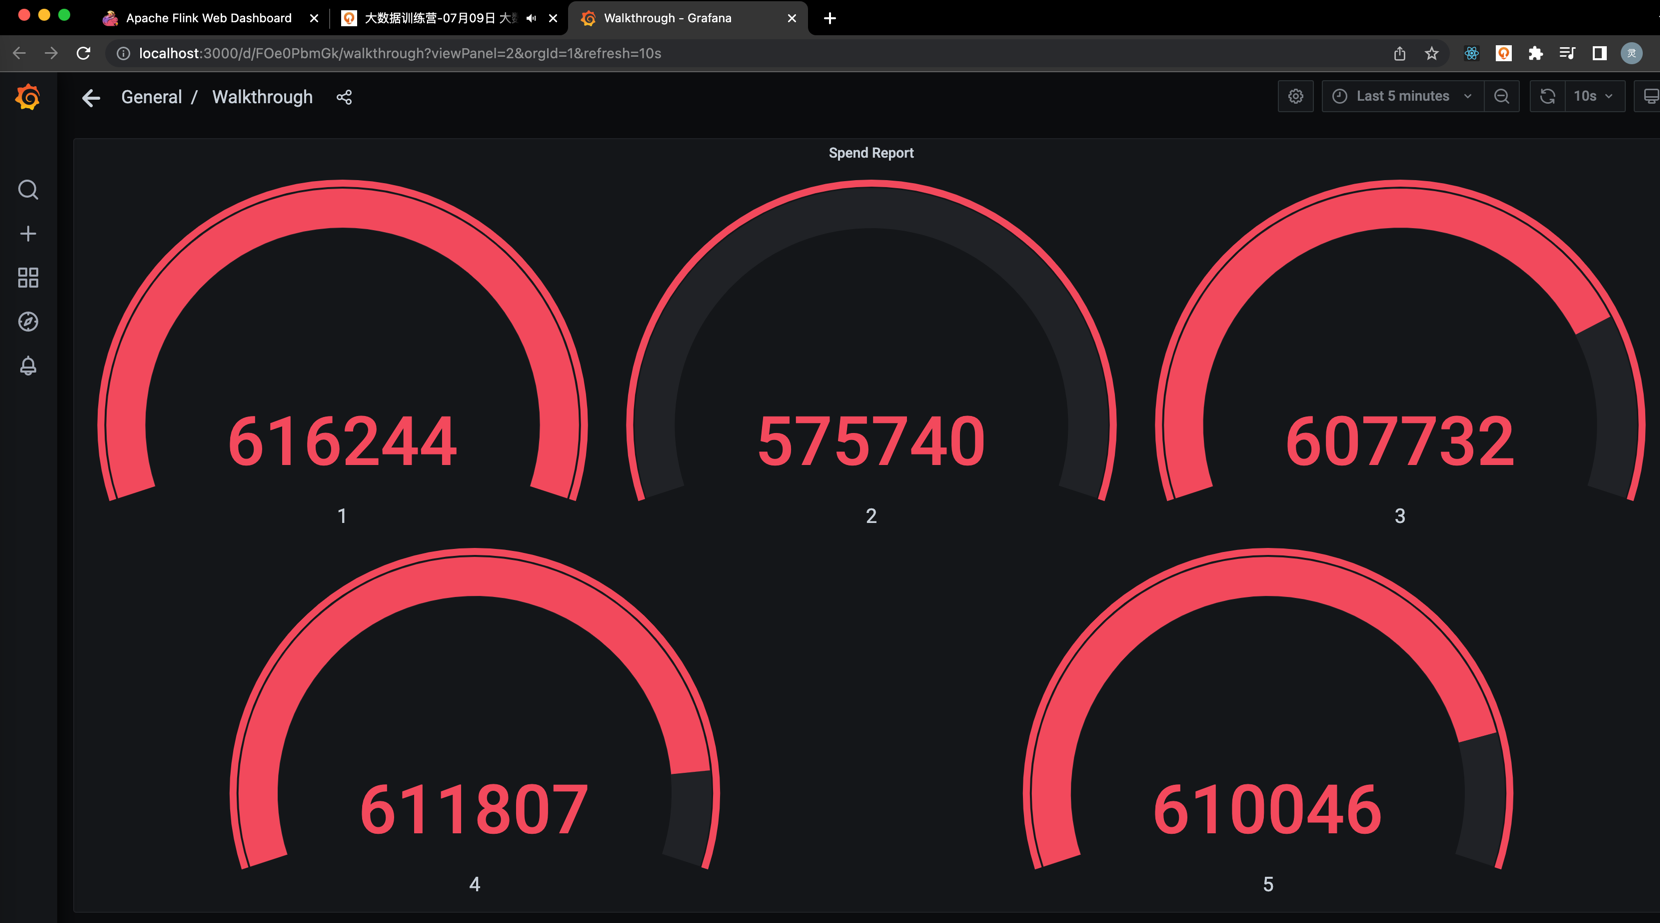 Apache Flink Web Dashboard
大数据训练营-07月09日 大
Walkthrough - Grafana
localhost:3000/d/FOe0PbmGk/walkthrough?viewPanel=2&orgId=1&refresh=10s
灵
General / Walkthrough
Last 5 minutes
10s
Spend Report
616244
575740
607732
1
2
3
611807
610046
4
5